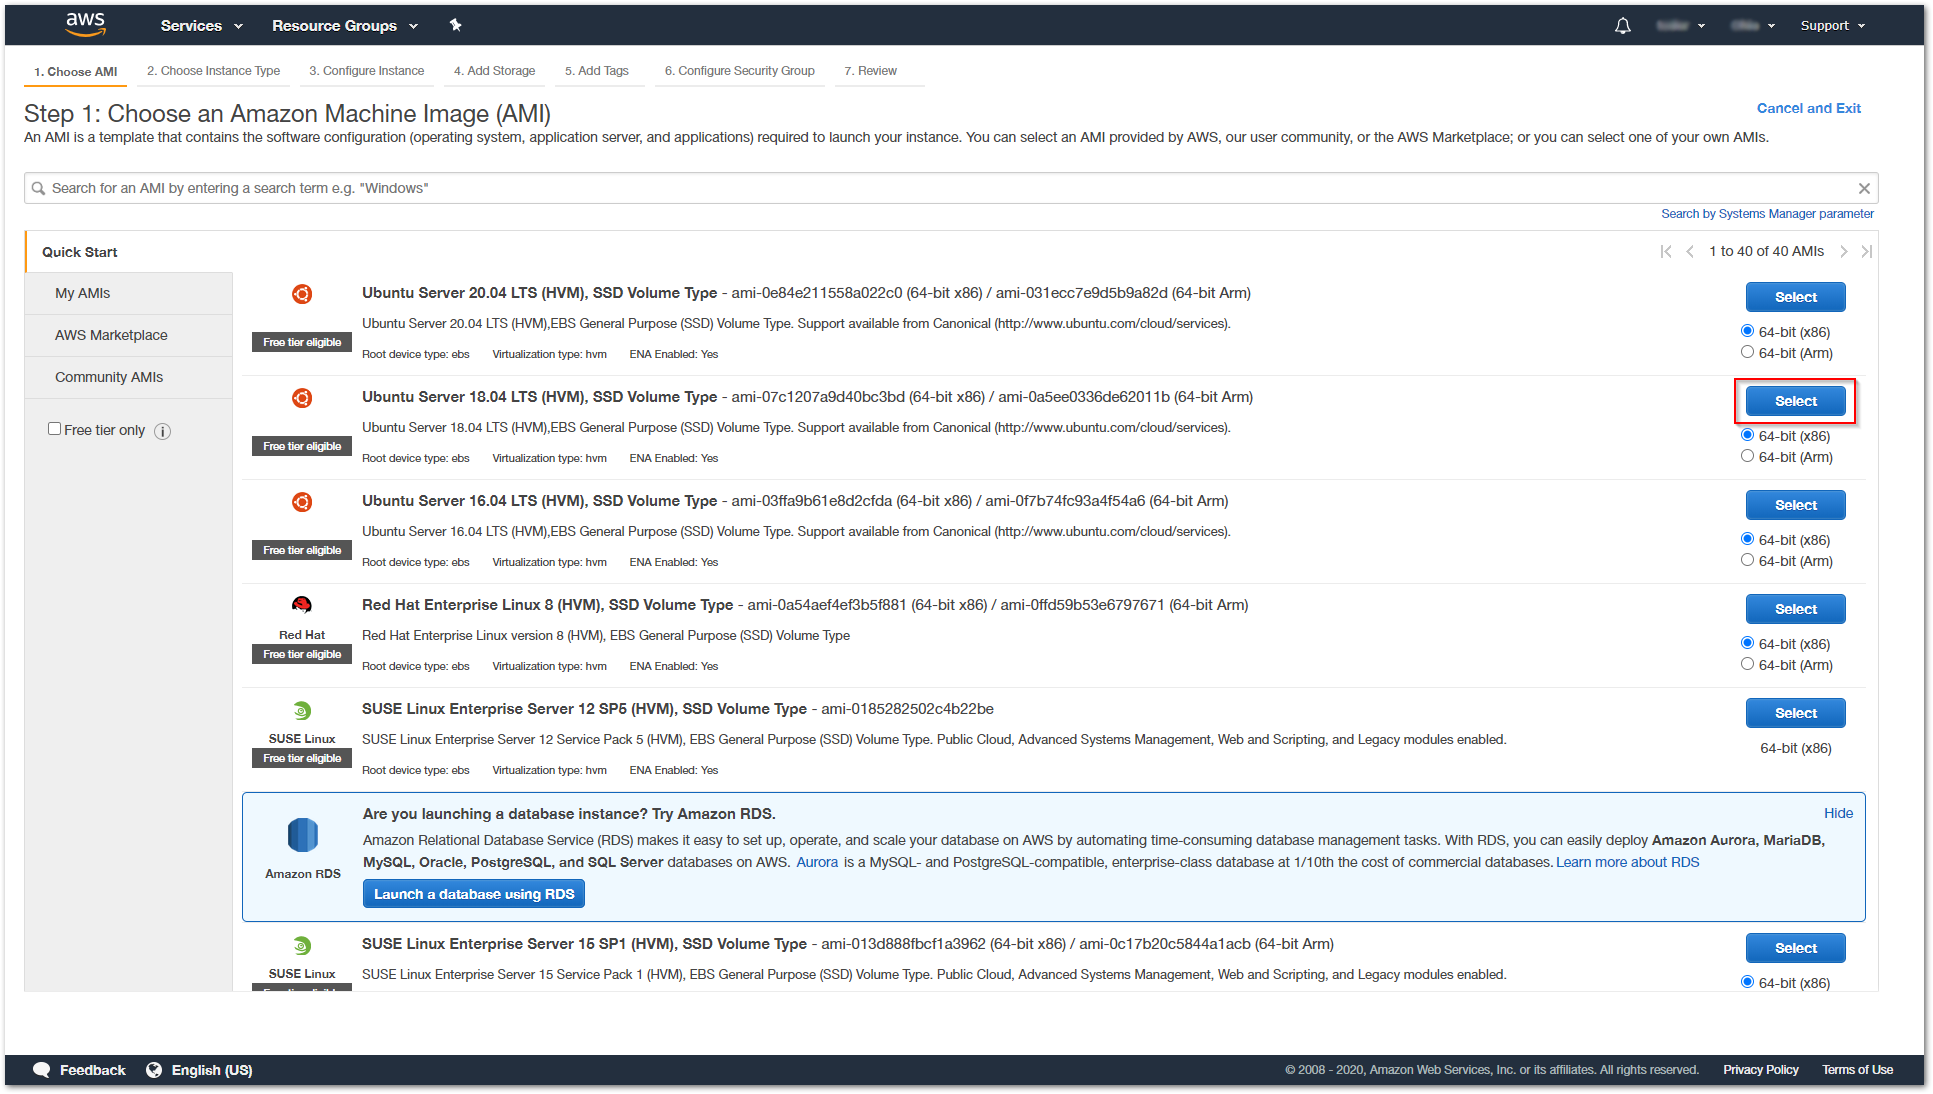 aws Services Resource Groups Support
1. Choose AMI 2. Choose Instance Type 3. Configure Instance 4. Add Storage 5. Add Tags 6. Configure Security Group 7. Review
Step 1: Choose an Amazon Machine Image (AMI)
Cancel and Exit
An AMI is a template that contains the software configuration (operating system, application server, and applications) required to launch your instance. You can select an AMI provided by AWS, our user community, or the AWS Marketplace; or you can select one of your own AMIs.
Search for an AMI by entering a search term e.g. "Windows"
Search by Systems Manager parameter
Quick Start
My AMIs
AWS Marketplace
Community AMIs
Free tier only
1 to 40 of 40 AMIs
Ubuntu Server 20.04 LTS (HVM), SSD Volume Type - ami-0e84e211558a022c0 (64-bit x86) / ami-031ecc7e9d5b9a82d (64-bit Arm)
Select
Ubuntu Server 20.04 LTS (HVM),EBS General Purpose (SSD) Volume Type. Support available from Canonical (http://www.ubuntu.com/cloud/services).
64-bit (x86)
Free tier eligible
Root device type: ebs Virtualization type: hvm ENA Enabled: Yes
64-bit (Arm)
Ubuntu Server 18.04 LTS (HVM), SSD Volume Type - ami-07c1207a9d40bc3bd (64-bit x86) / ami-0a5ee0336de62011b (64-bit Arm)
Select
Ubuntu Server 18.04 LTS (HVM),EBS General Purpose (SSD) Volume Type. Support available from Canonical (http://www.ubuntu.com/cloud/services).
64-bit (x86)
Free tier eligible
Root device type: ebs Virtualization type: hvm ENA Enabled: Yes
64-bit (Arm)
Ubuntu Server 16.04 LTS (HVM), SSD Volume Type - ami-03ffa9b61e8d2cfda (64-bit x86) / ami-0f7b74fc93a4f54a6 (64-bit Arm)
Select
Ubuntu Server 16.04 LTS (HVM),EBS General Purpose (SSD) Volume Type. Support available from Canonical (http://www.ubuntu.com/cloud/services).
64-bit (x86)
Free tier eligible
Root device type: ebs Virtualization type: hvm ENA Enabled: Yes
64-bit (Arm)
Red Hat Enterprise Linux 8 (HVM), SSD Volume Type - ami-0a54aef4ef3b5f881 (64-bit x86) / ami-0ffd59b53e6797671 (64-bit Arm)
Select
Red Hat
Red Hat Enterprise Linux version 8 (HVM), EBS General Purpose (SSD) Volume Type
64-bit (x86)
Free tier eligible
Root device type: ebs Virtualization type: hvm ENA Enabled: Yes
64-bit (Arm)
SUSE Linux Enterprise Server 12 SP5 (HVM), SSD Volume Type - ami-0185282502c4b22be
Select
SUSE Linux
SUSE Linux Enterprise Server 12 Service Pack 5 (HVM), EBS General Purpose (SSD) Volume Type. Public Cloud, Advanced Systems Management, Web and Scripting, and Legacy modules enabled.
64-bit (x86)
Free tier eligible
Root device type: ebs Virtualization type: hvm ENA Enabled: Yes
Are you launching a database instance? Try Amazon RDS.
Hide
Amazon Relational Database Service (RDS) makes it easy to set up, operate, and scale your database on AWS by automating time-consuming database management tasks. With RDS, you can easily deploy Amazon Aurora, MariaDB,
MySQL, Oracle, PostgreSQL, and SQL Server databases on AWS. Aurora is a MySQL- and PostgreSQL-compatible, enterprise-class database at 1/10th the cost of commercial databases. Learn more about RDS
Amazon RDS
Launch a database using RDS
SUSE Linux Enterprise Server 15 SP1 (HVM), SSD Volume Type - ami-013d888fbcf1a3962 (64-bit x86) / ami-0c17b20c5844a1acb (64-bit Arm)
Select
SUSE Linux
SUSE Linux Enterprise Server 15 Service Pack 1 (HVM), EBS General Purpose (SSD) Volume Type. Public Cloud, Advanced Systems Management, Web and Scripting, and Legacy modules enabled.
64-bit (x86)
Feedback English (US) © 2008 - 2020, Amazon Web Services, Inc. or its affiliates. All rights reserved. Privacy Policy Terms of Use